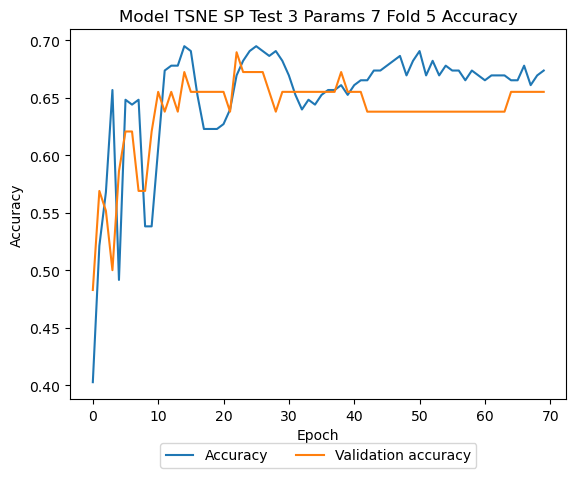 Model TSNE SP Test 3 Params 7 Fold 5 Accuracy
0.70
0.65
0.60
0.55
0.50
0.45
0.40
Accuracy
0 10 20 30 40 50 60 70
Epoch
Accuracy Validation accuracy